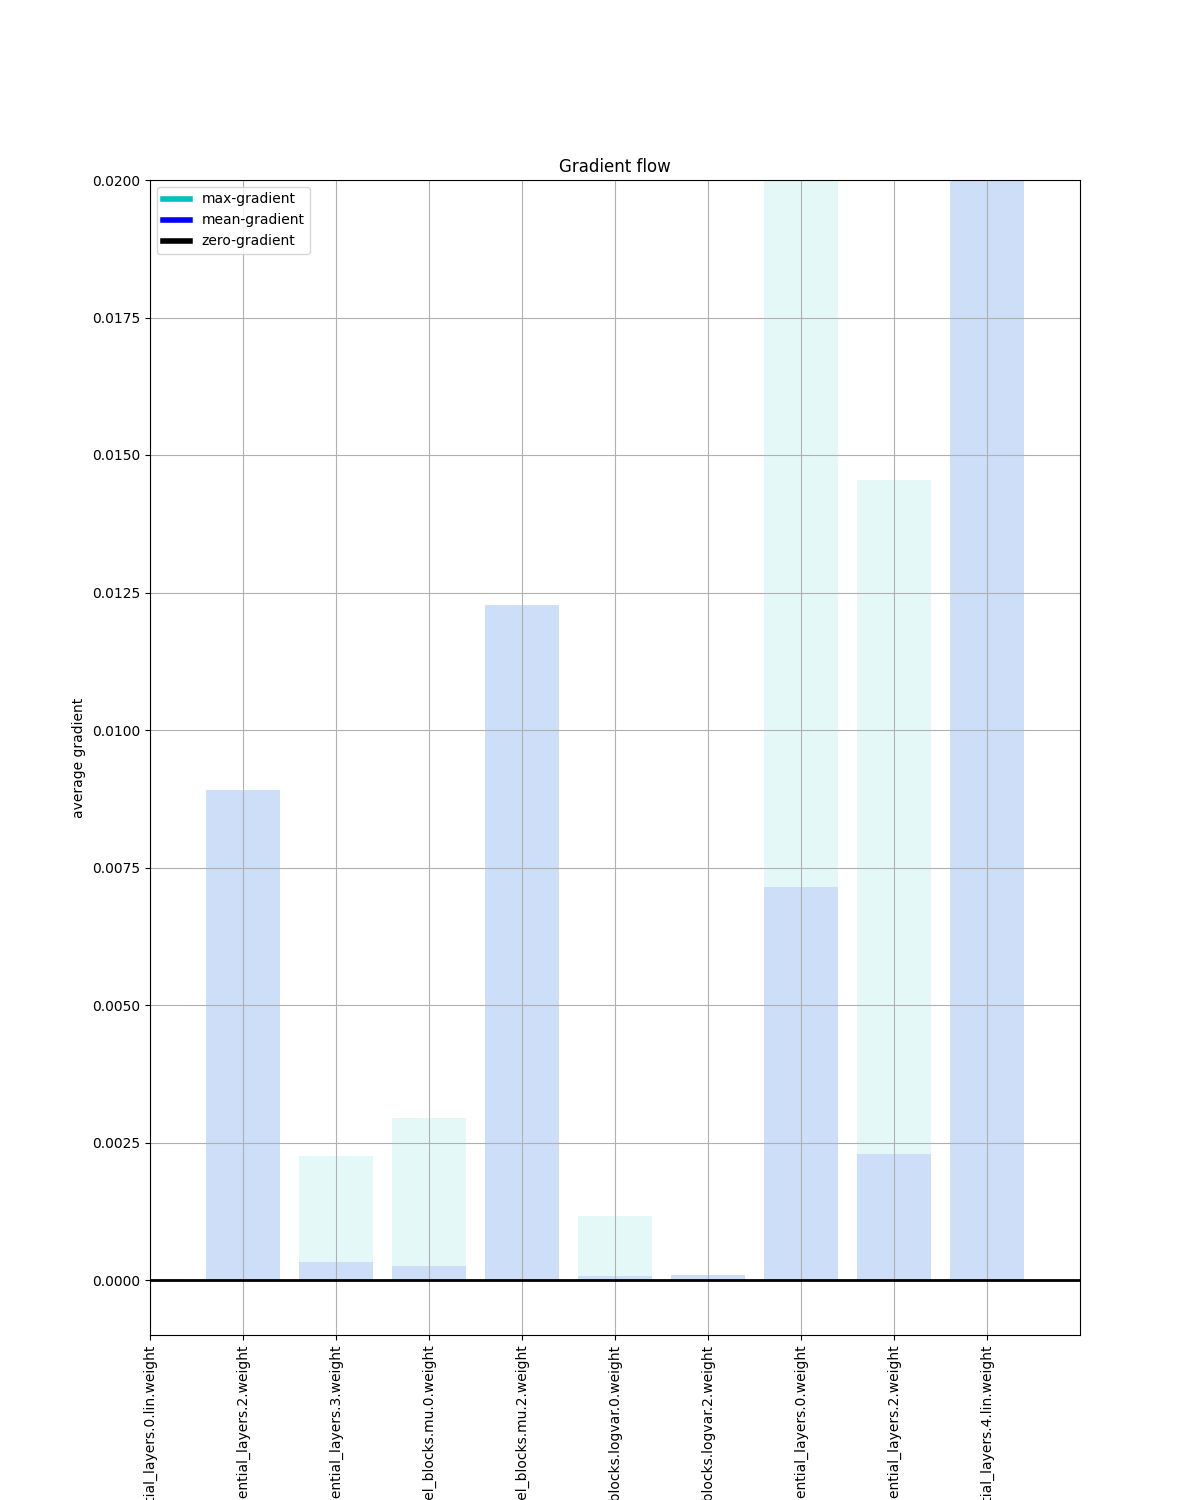 Gradient flow
max-gradient
mean-gradient
zero-gradient
0.0200
0.0175
0.0150
0.0125
0.0100
0.0075
0.0050
0.0025
0.0000
average gradient
tial_layers.0.lin.weight
ential_layers.2.weight
ential_layers.3.weight
el_blocks.mu.0.weight
el_blocks.mu.2.weight
blocks.logvar.0.weight
blocks.logvar.2.weight
ential_layers.0.weight
ential_layers.2.weight
tial_layers.4.lin.weight